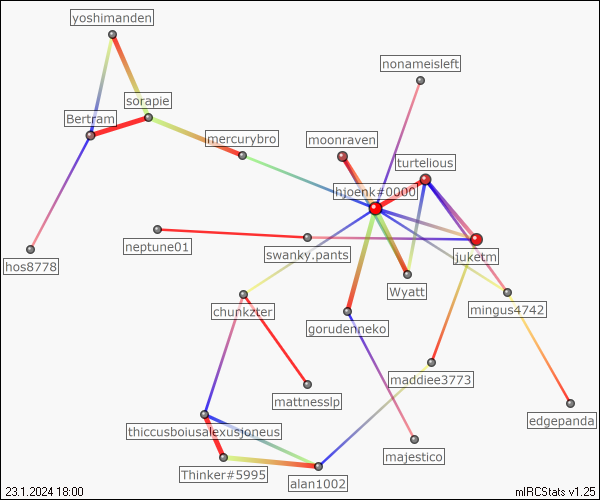 yoshimanden
nonameisleft
sorapie
Bertram
mercurybro
moonraven
turtelious
hjoenk#0000
neptune01
swanky.pants
juketm
hos8778
Wyatt
chunkzter
mingus4742
gorudenneko
maddiee3773
mattnesslp
edgepanda
thiccusboiusalexusjoneus
majestico
Thinker#5995
alan1002
23.1.2024 18:00
mIRCStats v1.25